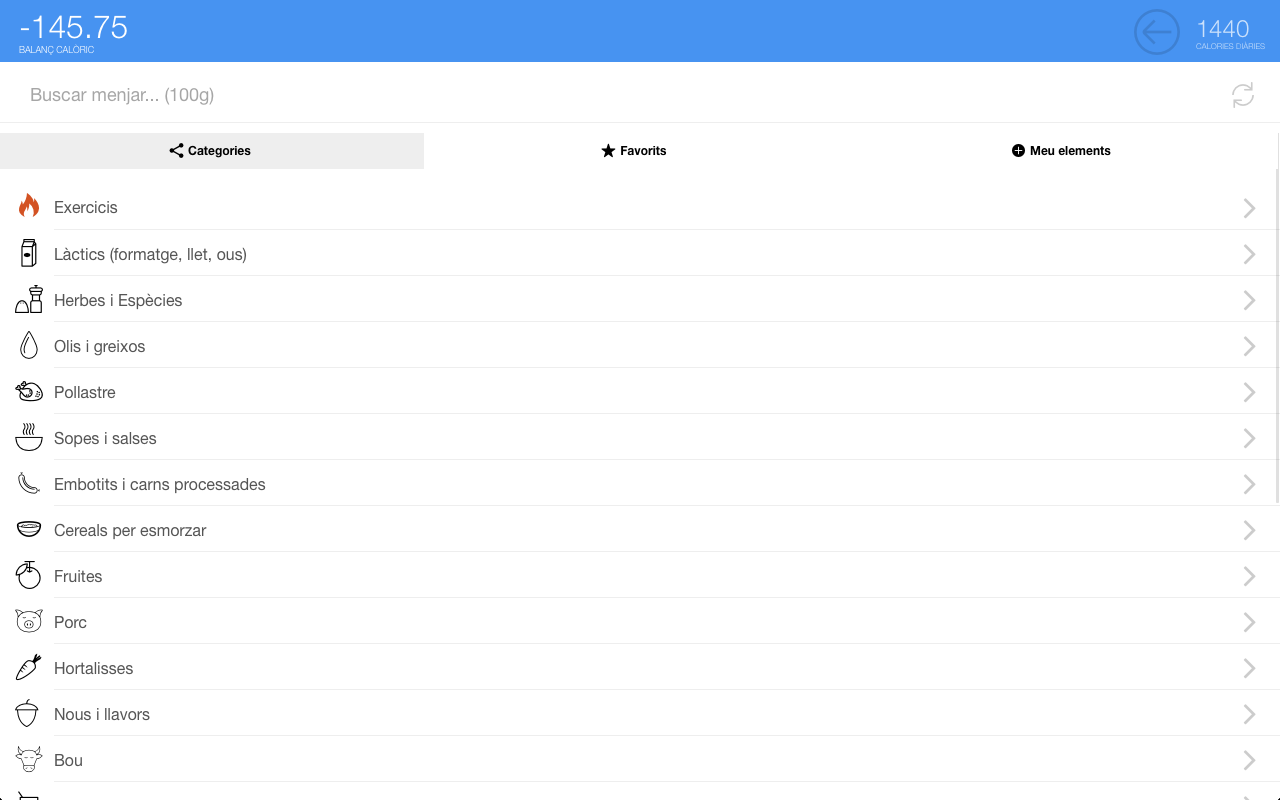 -145.75
BALANÇ CALÒRIC
1440
CALORIES DIÀRIES
Buscar menjar... (100g)
Categories
Favorits
Meu elements
Exercicis
Làctics (formatge, llet, ous)
Herbes i Espècies
Olis i greixos
Pollastre
Sopes i salses
Embotits i carns processades
Cereals per esmorzar
Fruites
Porc
Hortalisses
Nous i llavors
Bou